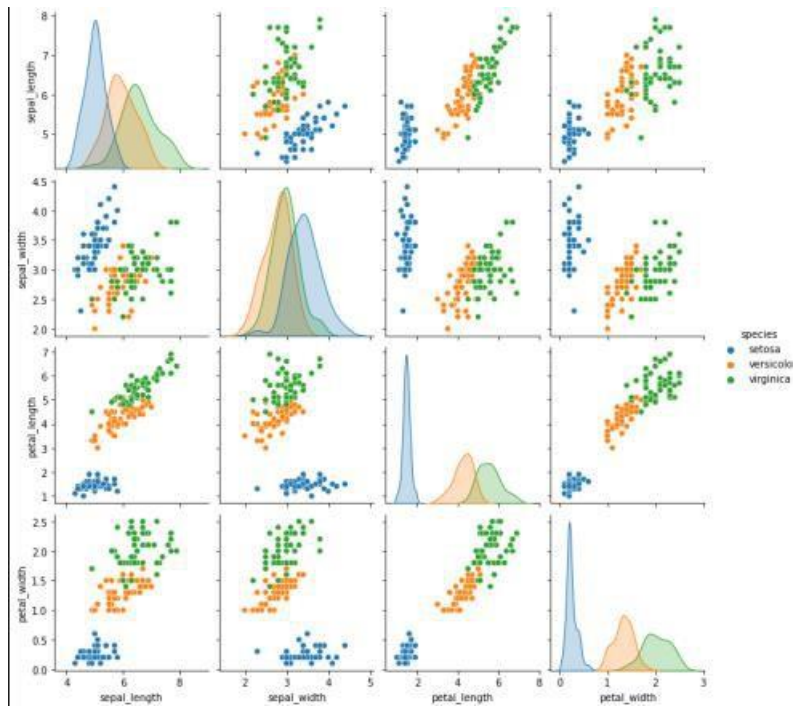 8
7
6
5
sepal_length
4.5
4.0
3.5
3.0
2.5
2.0
sepal_width
species
setosa
versicolo
virginica
7
6
5
4
3
2
1
petal_length
2.5
2.0
1.5
1.0
0.5
0.0
petal_width
4 6 8 2 3 4 5 2 4 6 8 0 1 2 3
sepal_length sepal_width petal_length petal_width